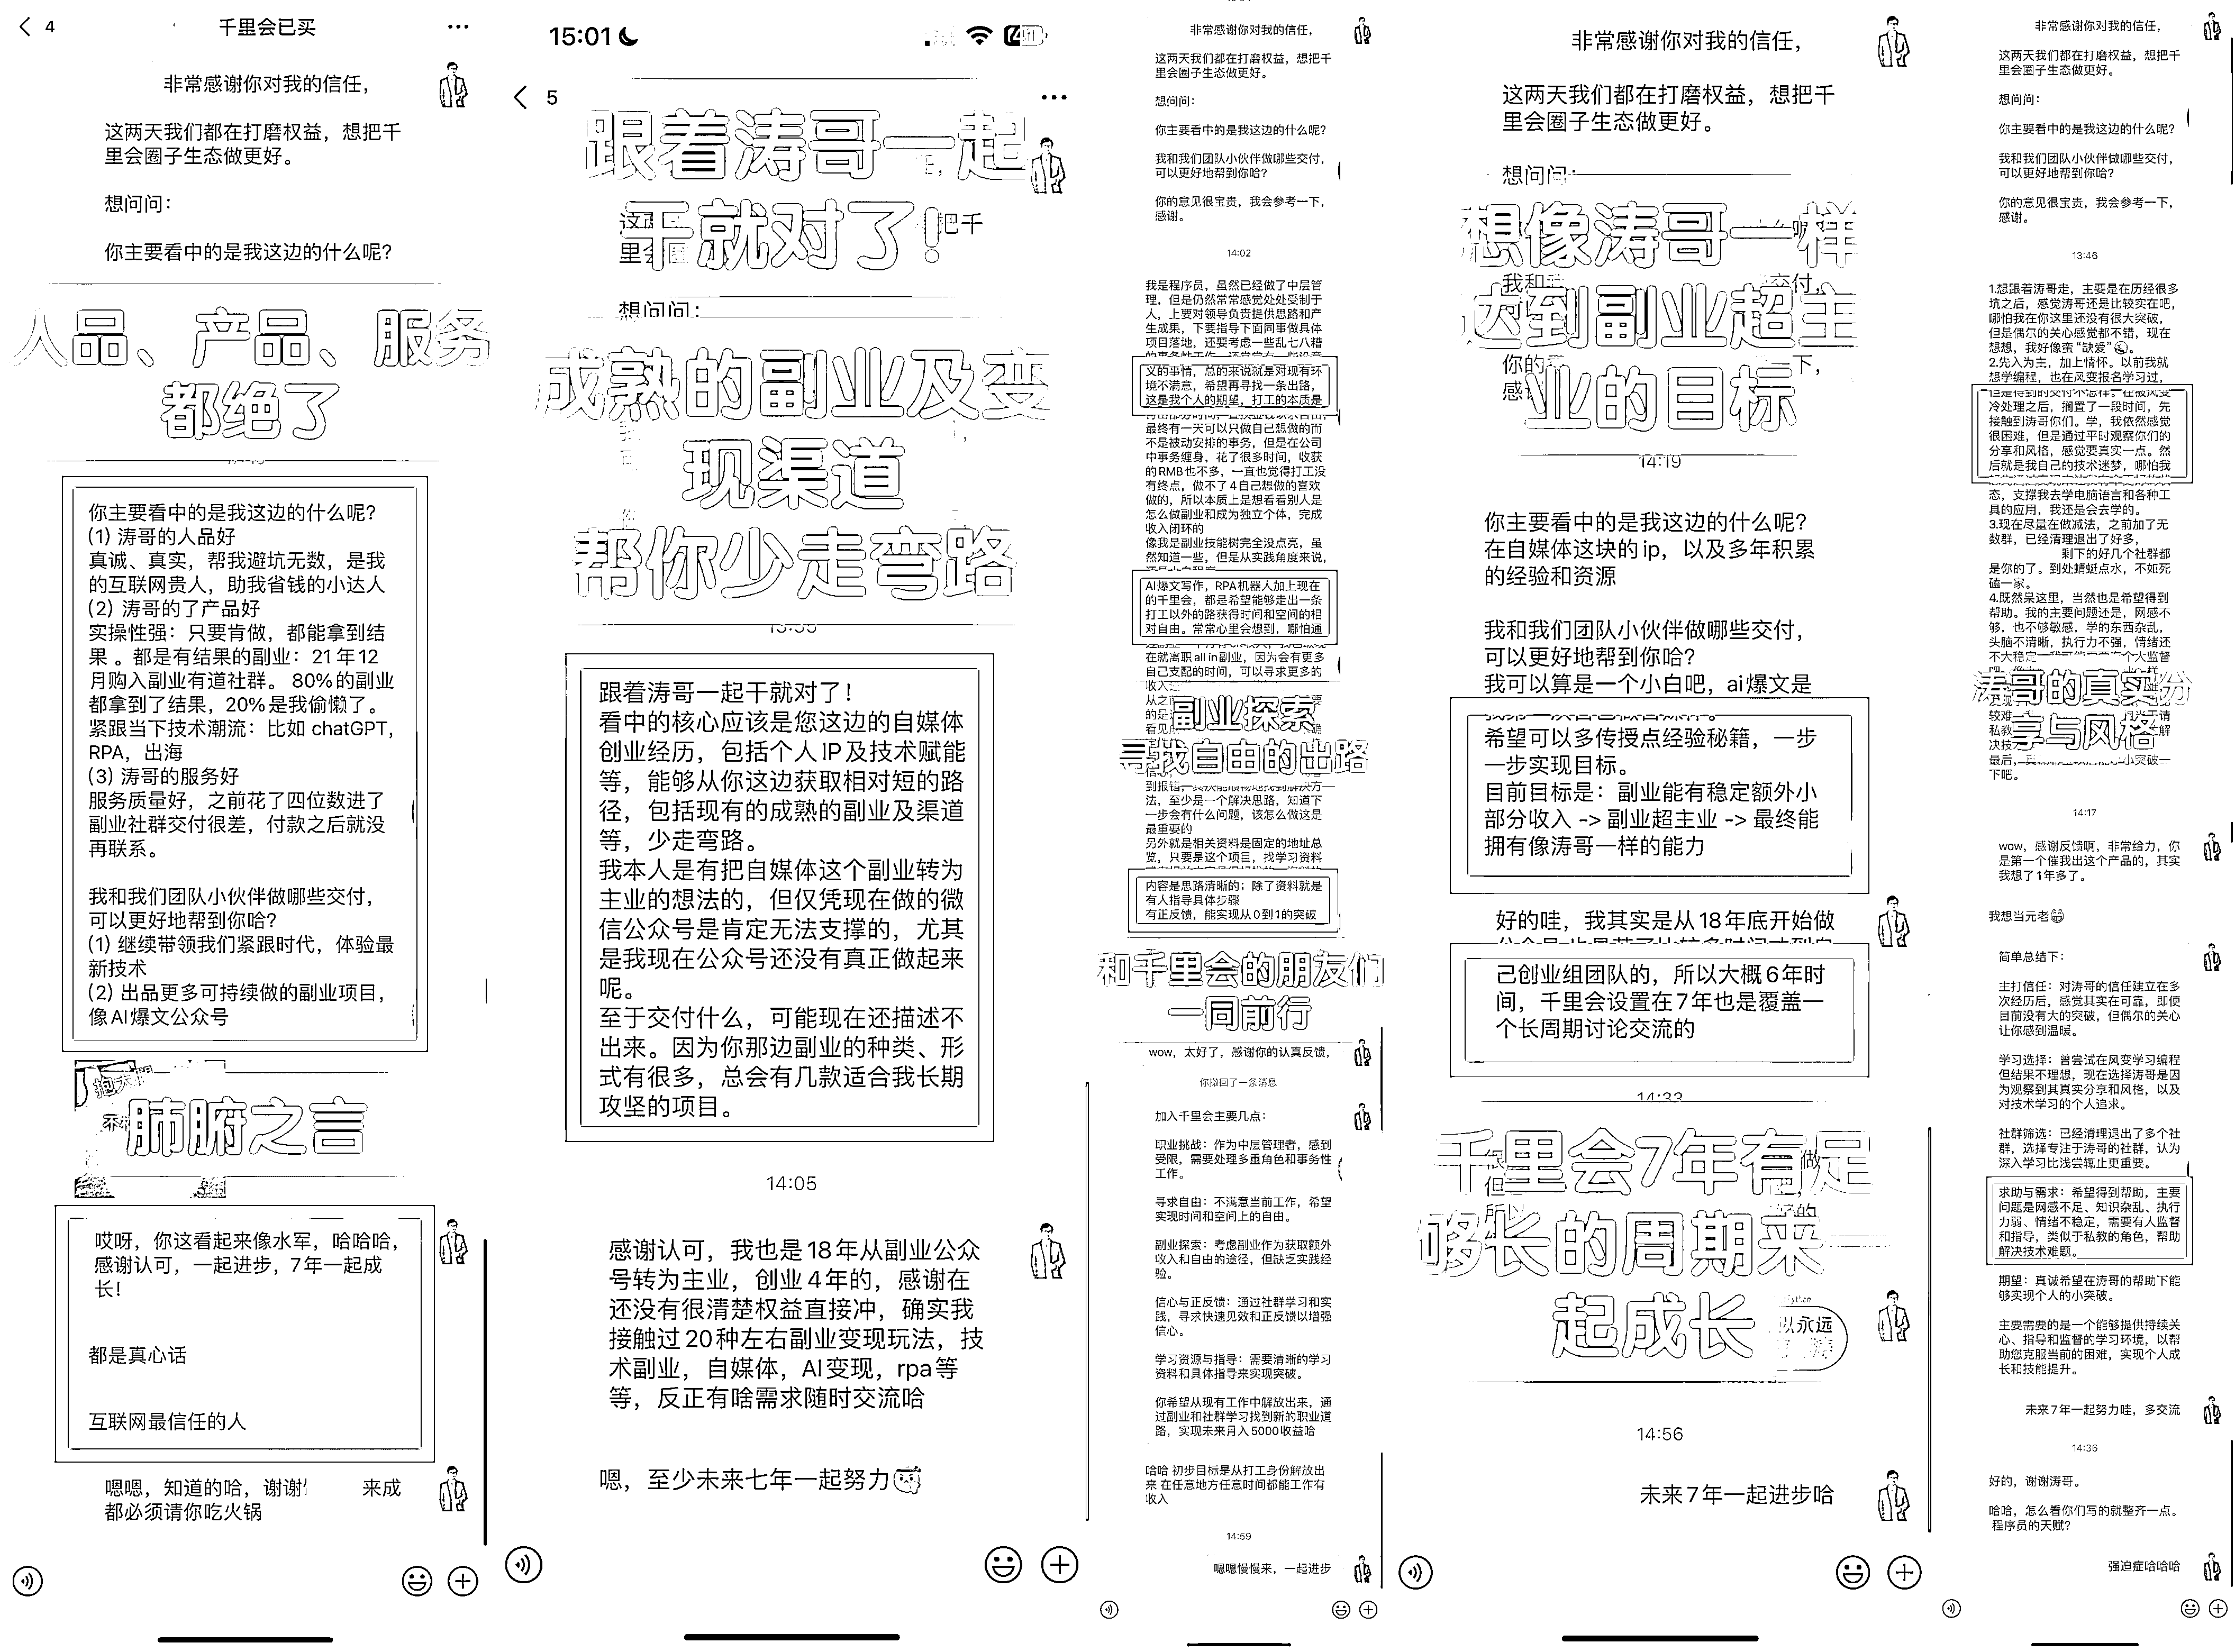 4
千里会已买
非常感谢你对我的信任，
这两天我们都在打磨权益，想把千
里会圈子生态做更好。
想问问：
你主要看中的是我这边的什么呢？
人品、产品、服务
都绝了
你主要看中的是我这边的什么呢？
(1) 涛哥的人品好
真诚、真实，帮我避坑无数，是我
的互联网贵人，助我省钱的小达人
(2) 涛哥的了产品好
实操性强：只要肯做，都能拿到结
果 。都是有结果的副业：21年12
月购入副业有道社群。 80%的副业
都拿到了结果，20%是我偷懒了。
紧跟当下技术潮流：比如 chatGPT,
RPA，出海
(3) 涛哥的服务好
服务质量好，之前花了四位数进了
副业社群交付很差，付款之后就没
再联系。
我和我们团队小伙伴做哪些交付，
可以更好地帮到你哈？
(1) 继续带领我们紧跟时代，体验最
新技术
(2) 出品更多可持续做的副业项目，
像AI爆文公众号
肺腑之言
哎呀，你这看起来像水军，哈哈哈，
感谢认可，一起进步，7年一起成
长！
都是真心话
互联网最信任的人
嗯嗯，知道的哈，谢谢
来成
都必须请你吃火锅
15:01
5
跟着涛哥一起
干就对了！
把千
想问问：
成熟的副业及变
现渠道
帮你少走弯路
跟着涛哥一起干就对了！
看中的核心应该是您这边的自媒体
创业经历，包括个人IP及技术赋能
等，能够从你这边获取相对短的路
径，包括现有的成熟的副业及渠道
等，少走弯路。
我本人是有把自媒体这个副业转为
主业的想法的，但仅凭现在做的微
信公众号是肯定无法支撑的，尤其
是我现在公众号还没有真正做起来
呢。
至于交付什么，可能现在还描述不
出来。因为你那边副业的种类、形
式有很多，总会有几款适合我长期
攻坚的项目。
14:05
感谢认可，我也是18年从副业公众
号转为主业，创业4年的，感谢在
还没有很清楚权益直接冲，确实我
接触过20种左右副业变现玩法，技
术副业，自媒体，AI变现，rpa等
等，反正有啥需求随时交流哈
嗯，至少未来七年一起努力
非常感谢你对我的信任，
这两天我们都在打磨权益，想把千
里会圈子生态做更好。
想问问：
你主要看中的是我这边的什么呢？
我和我们团队小伙伴做哪些交付，
可以更好地帮到你哈？
你的意见很宝贵，我会参考一下，
感谢。
14:02
我是程序员，虽然已经做了中层管
理，但是仍然常常感觉处处受制于
人，上要对领导负责提供思路和产
生成果，下要指导下面同事做具体
项目落地，还要考虑一些乱七八糟
义的事情，总的来说就是对现有环
境不满意，希望再寻找一条出路，
这是我个人的期望，打工的本质是
最终有一天可以只做自己想做的而
不是被动安排的事务，但是在公司
中事务缠身，花了很多时间，收获
的RMB也不多，一直也觉得打工没
有终点，做不了4自己想做的喜欢
做的，所以本质上是想看看别人是
怎么做副业和成为独立个体，完成
收入闭环的
像我是副业技能树完全没点亮，虽
然知道一些，但是从实践角度来说，
AI爆文写作，RPA机器人加上现在
的千里会，都是希望能够走出一条
打工以外的路获得时间和空间的相
对自由。常常心里会想到，哪怕通
在就离职all in副业，因为会有更多
自己支配的时间，可以寻求更多的
副业探索
寻找自由的出路
法，至少是一个解决思路，知道下
一步会有什么问题，该怎么做这是
最重要的
另外就是相关资料是固定的地址总
览，只要是这个项目，找学习资料
内容是思路清晰的；除了资料就是
有人指导具体步骤
有正反馈，能实现从0到1的突破
和千里会的朋友们
一同前行
wow，太好了，感谢你的认真反馈，
你撤回了一条消息
加入千里会主要几点：
职业挑战：作为中层管理者，感到
受限，需要处理多重角色和事务性
工作。
寻求自由：不满意当前工作，希望
实现时间和空间上的自由。
副业探索：考虑副业作为获取额外
收入和自由的途径，但缺乏实践经
验。
信心与正反馈：通过社群学习和实
践，寻求快速见效和正反馈以增强
信心。
学习资源与指导：需要清晰的学习
资料和具体指导来实现突破。
你希望从现有工作中解放出来，通
过副业和社群学习找到新的职业道
路，实现未来月入5000收益哈
哈哈 初步目标是从打工身份解放出
来 在任意地方任意时间都能工作有
收入
14:59
嗯嗯慢慢来，一起进步
非常感谢你对我的信任，
这两天我们都在打磨权益，想把千
里会圈子生态做更好。
想问问：
想像涛哥一样
达到副业超主
业的目标
14:19
你主要看中的是我这边的什么呢？
在自媒体这块的ip，以及多年积累
的经验和资源
我和我们团队小伙伴做哪些交付，
可以更好地帮到你哈？
我可以算是一个小白吧，ai爆文是
希望可以多传授点经验秘籍，一步
一步实现目标。
目前目标是：副业能有稳定额外小
部分收入 -> 副业超主业 -> 最终能
拥有像涛哥一样的能力
好的哇，我其实是从18年底开始做
己创业组团队的，所以大概6年时
间，千里会设置在7年也是覆盖一
个长周期讨论交流的
14:33
千里会7年有足
够长的周期来
起成长
以永远
14:56
未来7年一起进步哈
非常感谢你对我的信任，
这两天我们都在打磨权益，想把千
里会圈子生态做更好。
想问问：
你主要看中的是我这边的什么呢？
我和我们团队小伙伴做哪些交付，
可以更好地帮到你哈？
你的意见很宝贵，我会参考一下，
感谢。
13:46
1.想跟着涛哥走，主要是在历经很多
坑之后，感觉涛哥还是比较实在吧，
哪怕我在你这里还没有很大突破，
但是偶尔的关心感觉都不错，现在
想想，我好像蛮“缺爱”。
2.先入为主，加上情怀。以前我就
想学编程，也在风变报名学习过，
但是得到的交付不怎样。在被风变
冷处理之后，搁置了一段时间，先
接触到涛哥你们。学，我依然感觉
很困难，但是通过平时观察你们的
分享和风格，感觉要真实一点。然
后就是我自己的技术迷梦，哪怕我
态，支撑我去学电脑语言和各种工
具的应用，我还是会去学的。
3.现在尽量在做减法，之前加了无
数群，已经清理退出了好多，
剩下的好几个社群都
是你的了。到处蜻蜓点水，不如死
磕一家。
4.既然呆这里，当然也是希望得到
帮助。我的主要问题还是，网感不
够，也不够敏感，学的东西杂乱，
头脑不清晰，执行力不强，情绪还
涛哥的真实分
享与风格
下吧。
14:17
wow，感谢反馈啊，非常给力，你
是第一个催我出这个产品的，其实
我想了1年多了。
我想当元老
简单总结下：
主打信任：对涛哥的信任建立在多
次经历后，感觉其实在可靠，即便
目前没有大的突破，但偶尔的关心
让你感到温暖。
学习选择：曾尝试在风变学习编程
但结果不理想，现在选择涛哥是因
为观察到其真实分享和风格，以及
对技术学习的个人追求。
社群筛选：已经清理退出了多个社
群，选择专注于涛哥的社群，认为
深入学习比浅尝辄止更重要。
求助与需求：希望得到帮助，主要
问题是网感不足、知识杂乱、执行
力弱、情绪不稳定，需要有人监督
和指导，类似于私教的角色，帮助
解决技术难题。
期望：真诚希望在涛哥的帮助下能
够实现个人的小突破。
主要需要的是一个能够提供持续关
心、指导和监督的学习环境，以帮
助您克服当前的困难，实现个人成
长和技能提升。
未来7年一起努力哇，多交流
14:36
好的，谢谢涛哥。
哈哈，怎么看你们写的就整齐一点。
程序员的天赋？
强迫症哈哈哈